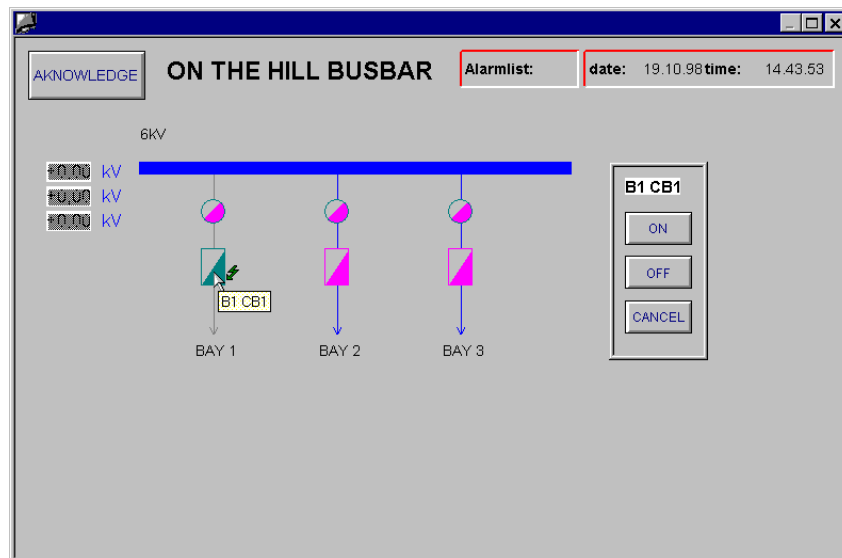 AKNOWLEDGE
ON THE HILL BUSBAR
Alarmlist:
date: 19.10.98 time: 14.43.53
6kV
+0.00 kV
+0.00 kV
+0.00 kV
B1 CB1
ON
OFF
CANCEL
B1 CB1
BAY 1
BAY 2
BAY 3